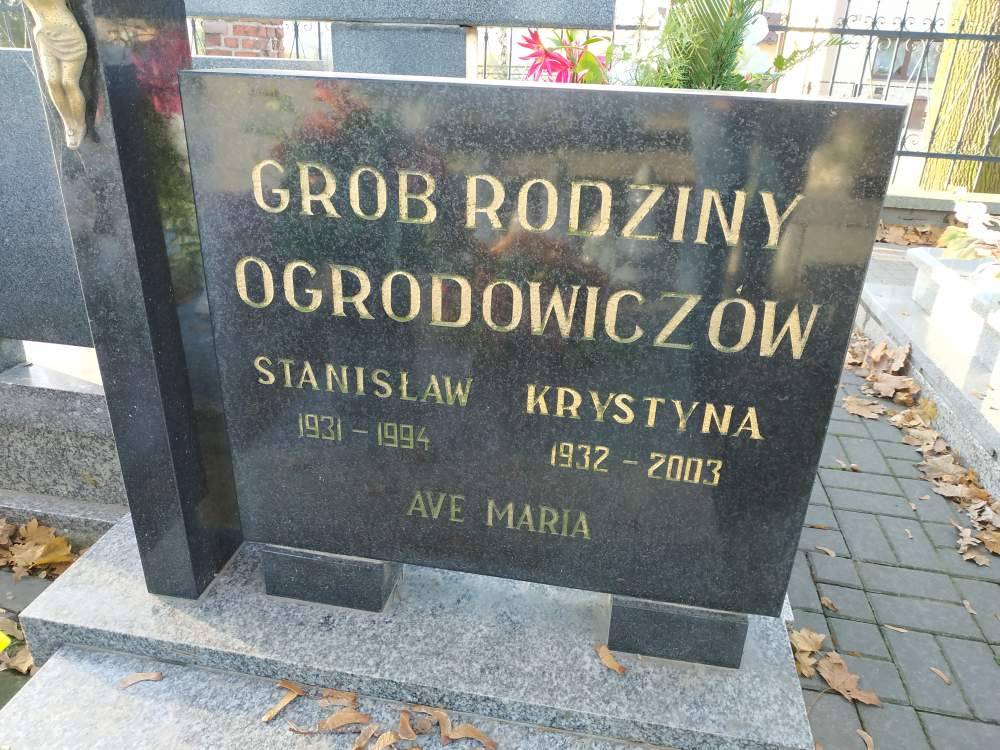 GROB RODZINY
OGRODOWICZÓW
STANISŁAW KRYSTYNA
1931 – 1994 1932 – 2003
AVE MARIA